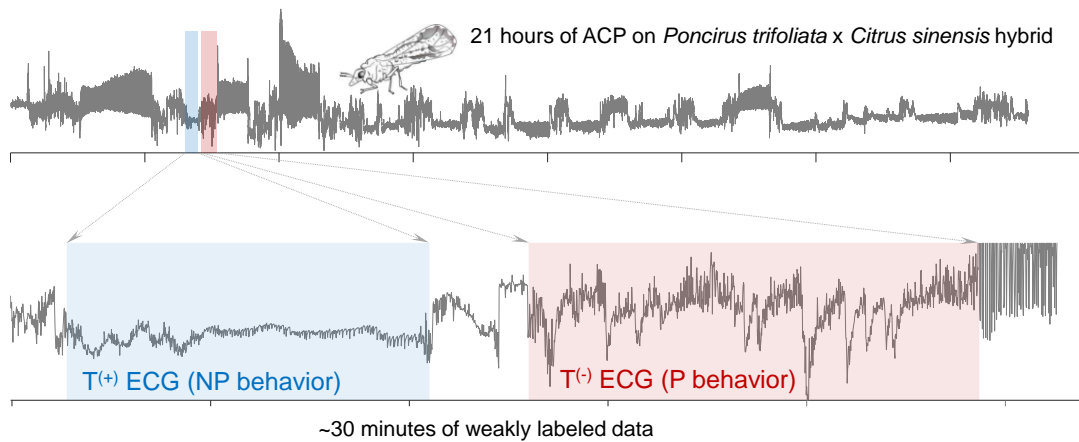 21 hours of ACP on Poncirus trifoliata x Citrus sinensis hybrid
T(+) ECG (NP behavior)
T(-) ECG (P behavior)
~30 minutes of weakly labeled data